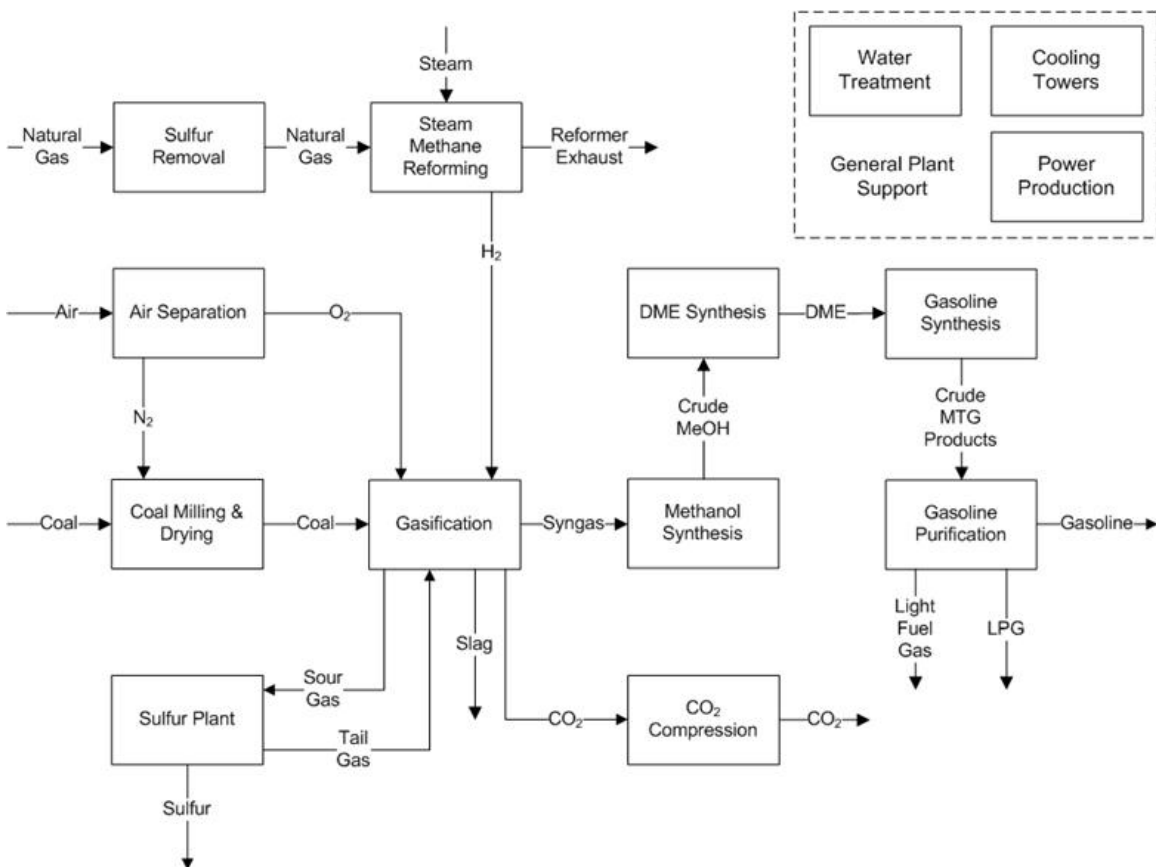 Steam
Water
Treatment
Cooling
Towers
Natural
Gas
Sulfur
Removal
Natural
Gas
Steam
Methane
Reforming
Reformer
Exhaust
General Plant
Support
Power
Production
H₂
Air
Air Separation
O₂
DME Synthesis
DME
Gasoline
Synthesis
N₂
Crude
MeOH
Crude
MTG
Products
Coal
Coal Milling &
Drying
Coal
Gasification
Syngas
Methanol
Synthesis
Gasoline
Purification
Gasoline
Light
Fuel
Gas
LPG
Slag
Sour
Gas
Sulfur Plant
Tail
Gas
CO₂
CO₂
Compression
CO₂
Sulfur